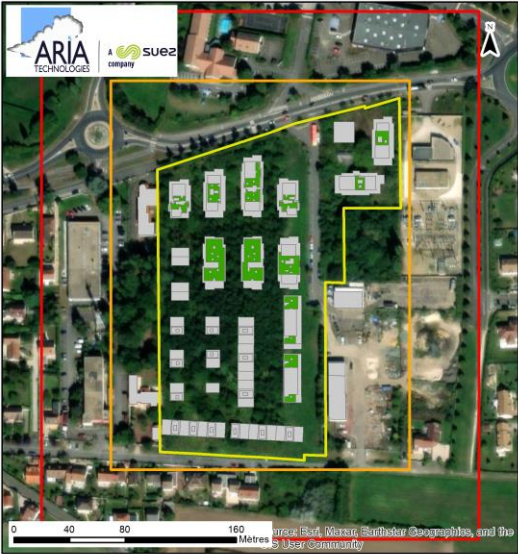 ARIA
TECHNOLOGIES
A
company
suez
N
0 40 80 160
Mètres
Source: Esri, Maxar, Earthstar Geographics, and the
GIS User Community